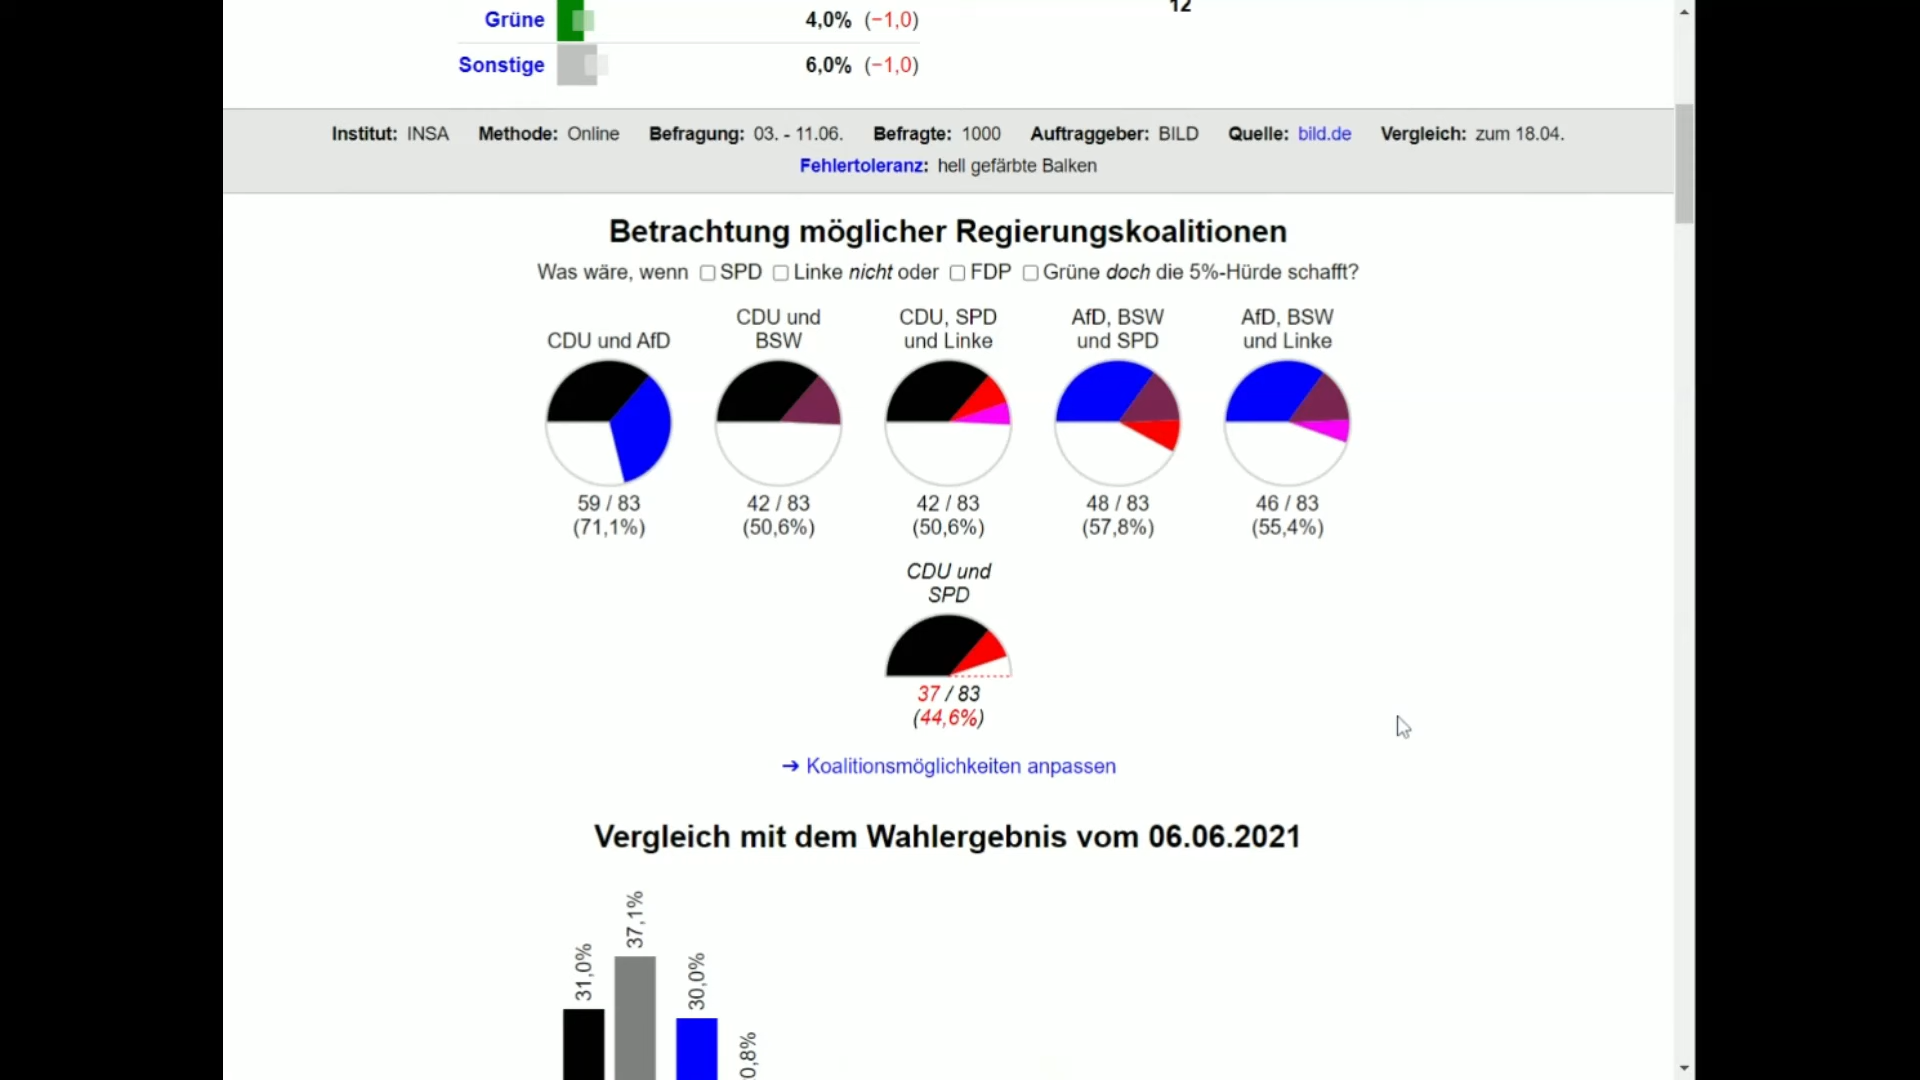 12
Grüne 4,0% (−1,0)
Sonstige 6,0% (−1,0)
Institut: INSA Methode: Online Befragung: 03. - 11.06. Befragte: 1000 Auftraggeber: BILD Quelle: bild.de Vergleich: zum 18.04.
Fehlertoleranz: hell gefärbte Balken
Betrachtung möglicher Regierungskoalitionen
Was wäre, wenn SPD Linke nicht oder FDP Grüne doch die 5%-Hürde schafft?
CDU und AfD
59 / 83
(71,1%)
CDU und
BSW
42 / 83
(50,6%)
CDU, SPD
und Linke
42 / 83
(50,6%)
AfD, BSW
und SPD
48 / 83
(57,8%)
AfD, BSW
und Linke
46 / 83
(55,4%)
CDU und
SPD
37 / 83
(44,6%)
➔ Koalitionsmöglichkeiten anpassen
Vergleich mit dem Wahlergebnis vom 06.06.2021
31,0%
37,1%
30,0%